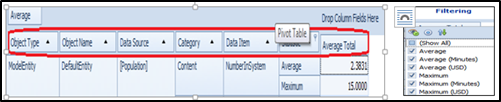 Average
Drop Column Fields Here
Pivot Table
Object Type Object Name Data Source Category Data Item Average Total
ModelEntity DefaultEntity [Population] Content NumberInSystem Average 2.3831
Maximum 15.0000
Filtering
(Show All)
Average
Average (Minutes)
Average (USD)
Maximum
Maximum (Minutes)
Maximum (USD)